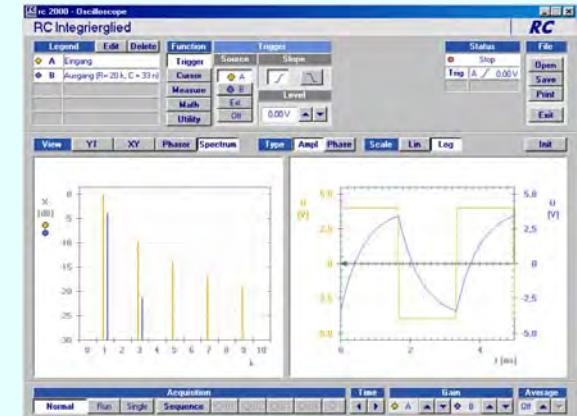 rc 2000 - Oscilloscope
RC Integrierglied
RC
Legend Edit Delete Function Trigger Status File
A Eingang
B Ausgang (R= 20 k, C = 33 n)
Trigger
Cursor
Measure
Math
Utility
Source
A
B
Ext
Off
Slope
Level
0.00V
Stop
Trig A 0.00V
Open
Save
Print
Exit
View YT XY Phasor Spectrum Type Ampl Phase Scale Lin Log Init
X
[dB]
0
-5
-10
-15
-20
-25
-30
0 1 2 3 4 5 6 7 8 9 10
k
U
[V]
5.0
2.5
0
-2.5
-5.0
U
[V]
5.0
2.5
0
-2.5
-5.0
0 2 4
t [ms]
Acquisition Time Gain Average
Normal Run Single Sequence A B Off